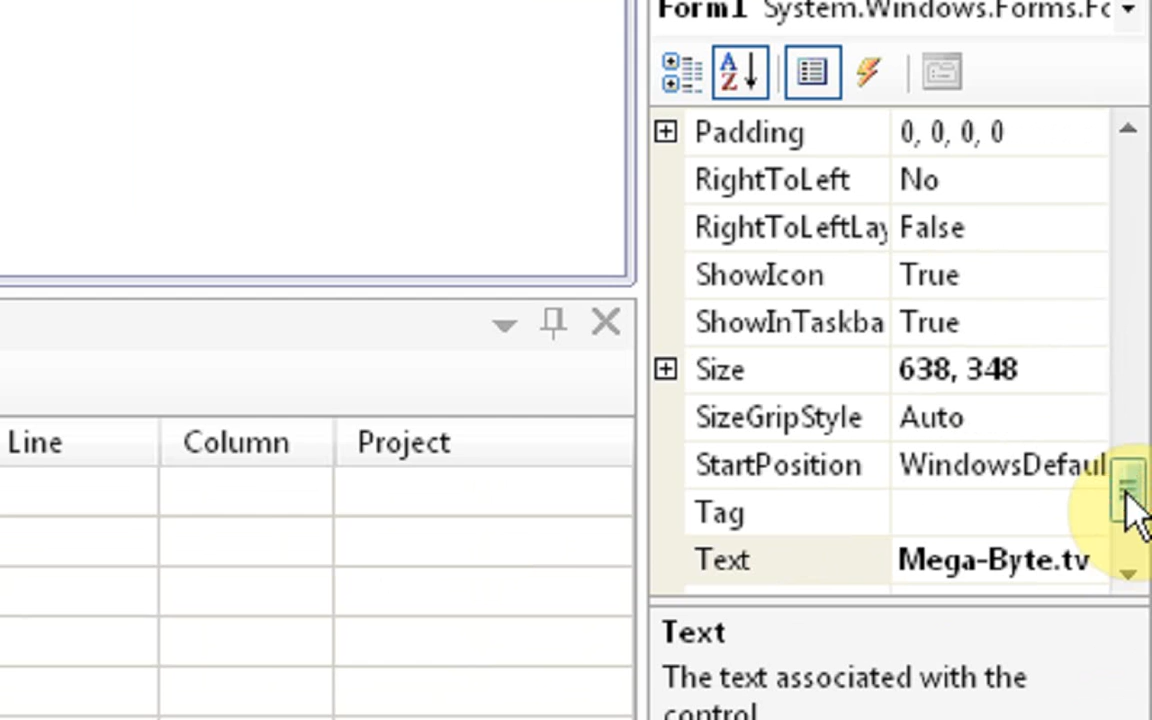 Form1 System.Windows.Forms.Fc
Padding 0, 0, 0, 0
RightToLeft No
RightToLeftLay False
ShowIcon True
ShowInTaskba True
Size 638, 348
SizeGripStyle Auto
StartPosition WindowsDefaul
Tag
Text Mega-Byte.tv
Line Column Project
Text
The text associated with the
control